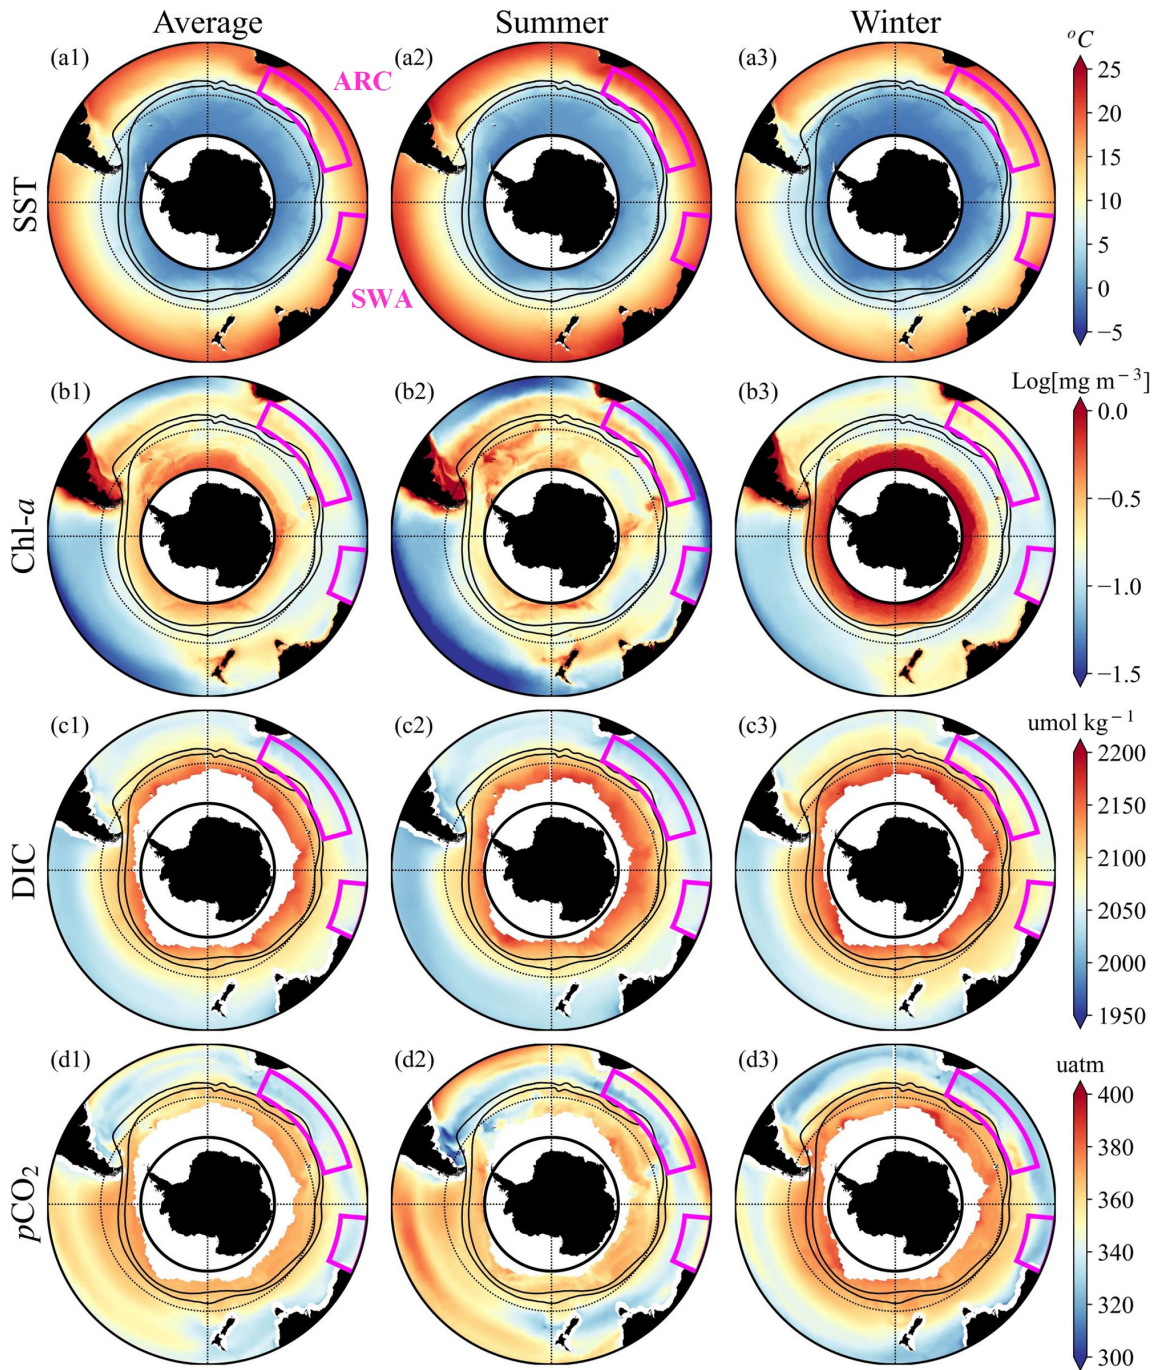 Average Summer Winter
(a1) (a2) (a3) °C
ARC
SWA
SST
25
20
15
10
5
0
−5
Log[mg m⁻³]
(b1) (b2) (b3)
Chl-a
0.0
−0.5
−1.0
−1.5
umol kg⁻¹
(c1) (c2) (c3)
DIC
2200
2150
2100
2050
2000
1950
uatm
(d1) (d2) (d3)
pCO₂
400
380
360
340
320
300